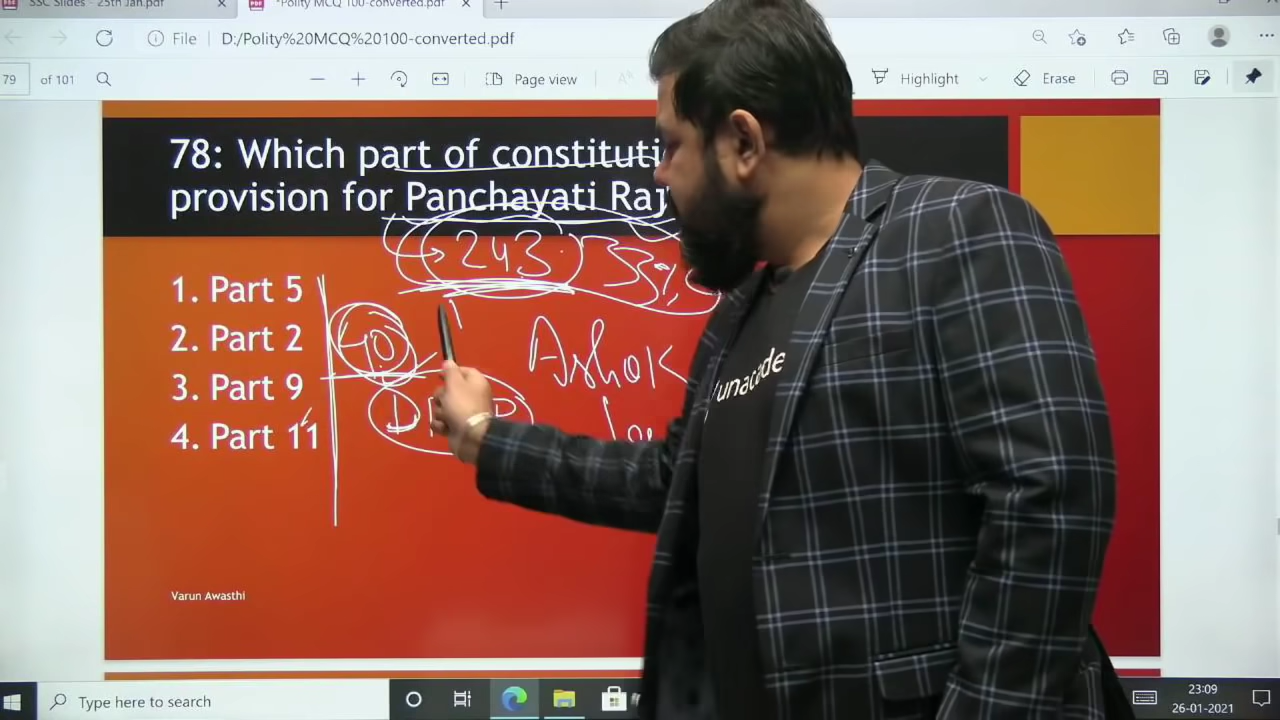 SSC Slides - 25th Jan.pdf
*Polity MCQ 100-converted.pdf
File D:/Polity%20MCQ%20100-converted.pdf
79 of 101 Page view Highlight Erase
78: Which part of constituti
provision for Panchayati Raj
243 33%
1. Part 5
2. Part 2
3. Part 9
4. Part 11
40
Ashok
D P
unacade
Varun Awasthi
Type here to search
23:09
26-01-2021